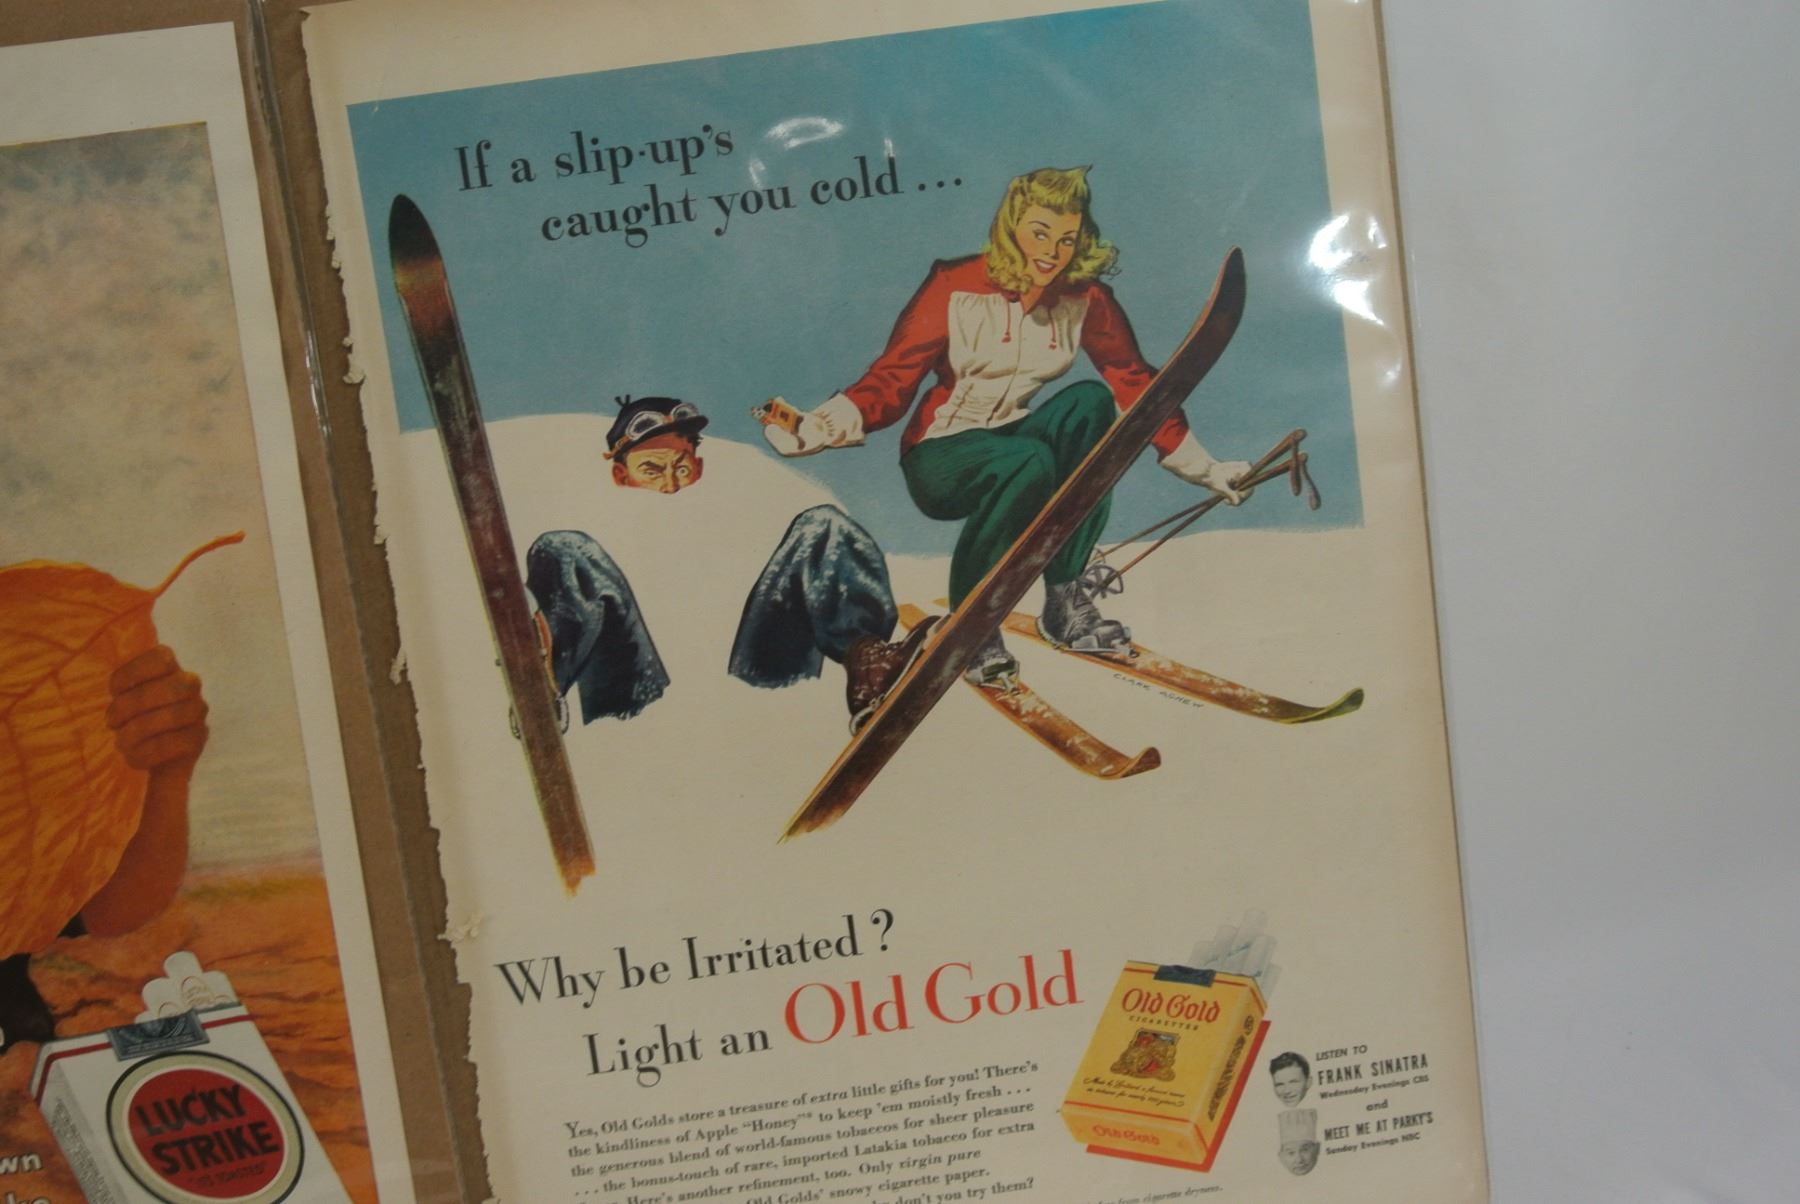 If a slip-up's
caught you cold...
CLARK AGNEW
Why be Irritated?
Light an Old Gold
Old Gold
CIGARETTES
Old Gold
LISTEN TO
FRANK SINATRA
Wednesday Evenings CBS
and
MEET ME AT PARKY'S
Sunday Evenings NBC
Yes, Old Golds store a treasure of extra little gifts for you! There's
the kindliness of Apple "Honey"* to keep 'em moistly fresh...
the generous blend of world-famous tobaccos for sheer pleasure
...the bonus-touch of rare, imported Latakia tobacco for extra
Here's another refinement, too. Only virgin pure
Old Golds' snowy cigarette paper.
don't you try them?
from cigarette dryness.
LUCKY
STRIKE
"IT'S TOASTED"
wn